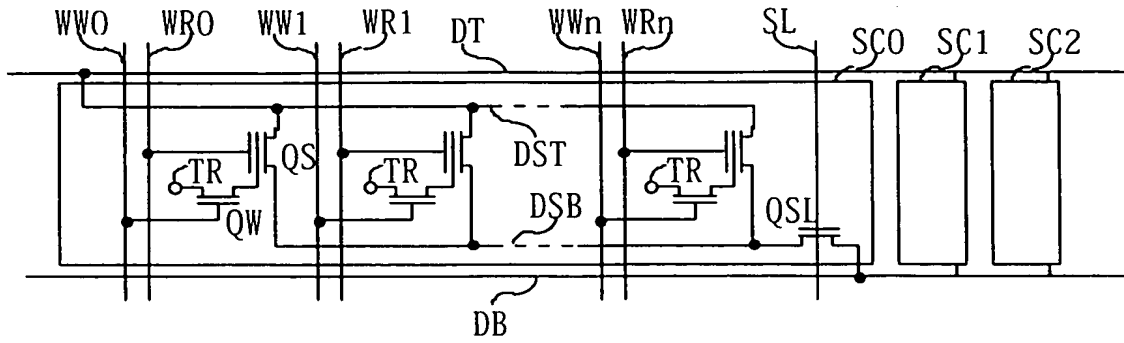 WW0 WR0 WW1 WR1 DT WWn WRn SL SC0 SC1 SC2
TR QS TR DST TR
QW DSB QSL
DB